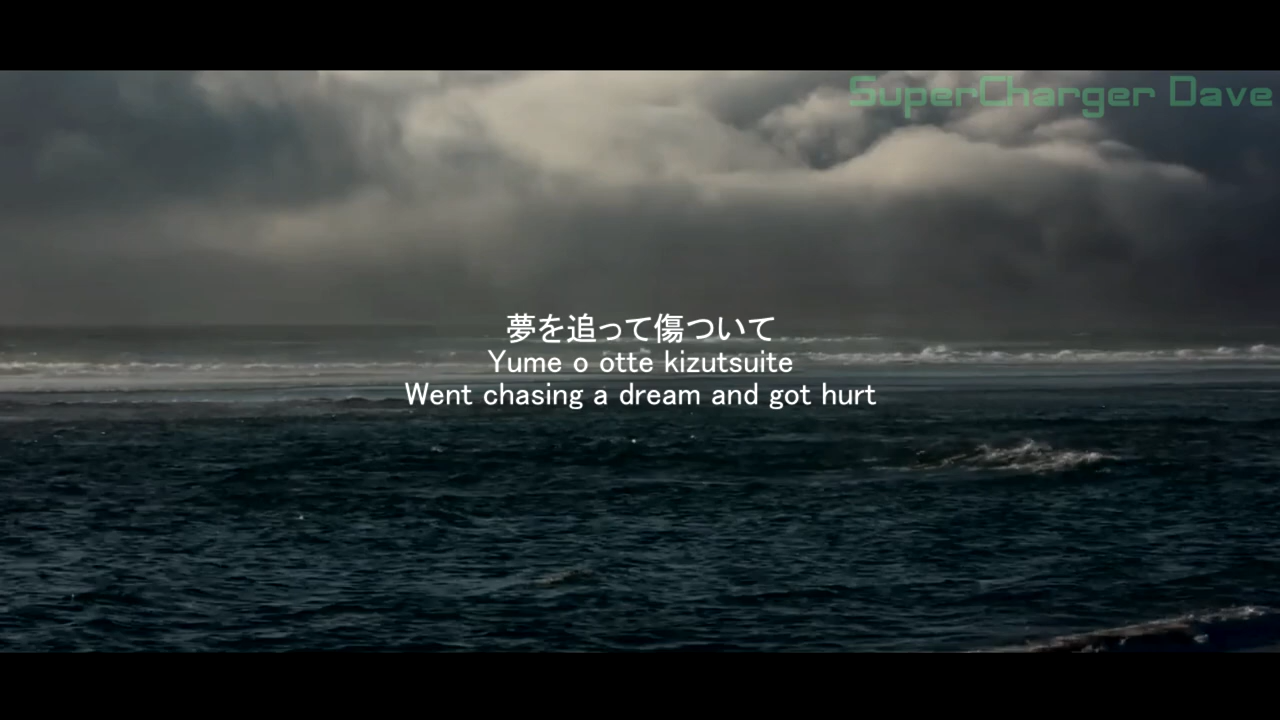 SuperCharger Dave
夢を追って傷ついて
Yume o otte kizutsuite
Went chasing a dream and got hurt